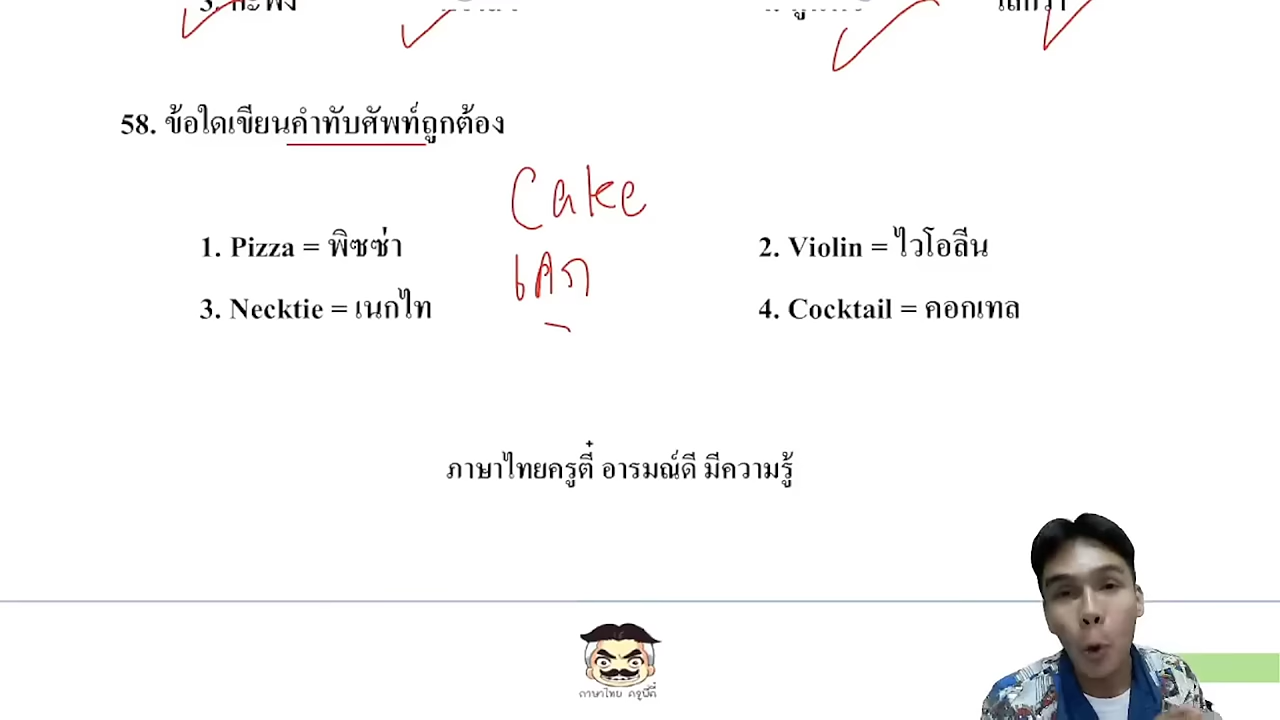 58. ข้อใดเขียนคำทับศัพท์ถูกต้อง
Cake
1. Pizza = พิซซ่า
2. Violin = ไวโอลีน
เคก
3. Necktie = เนกไท
4. Cocktail = คอกเทล
ภาษาไทยครูตี๋ อารมณ์ดี มีความรู้
ภาษาไทย ครูตี๋